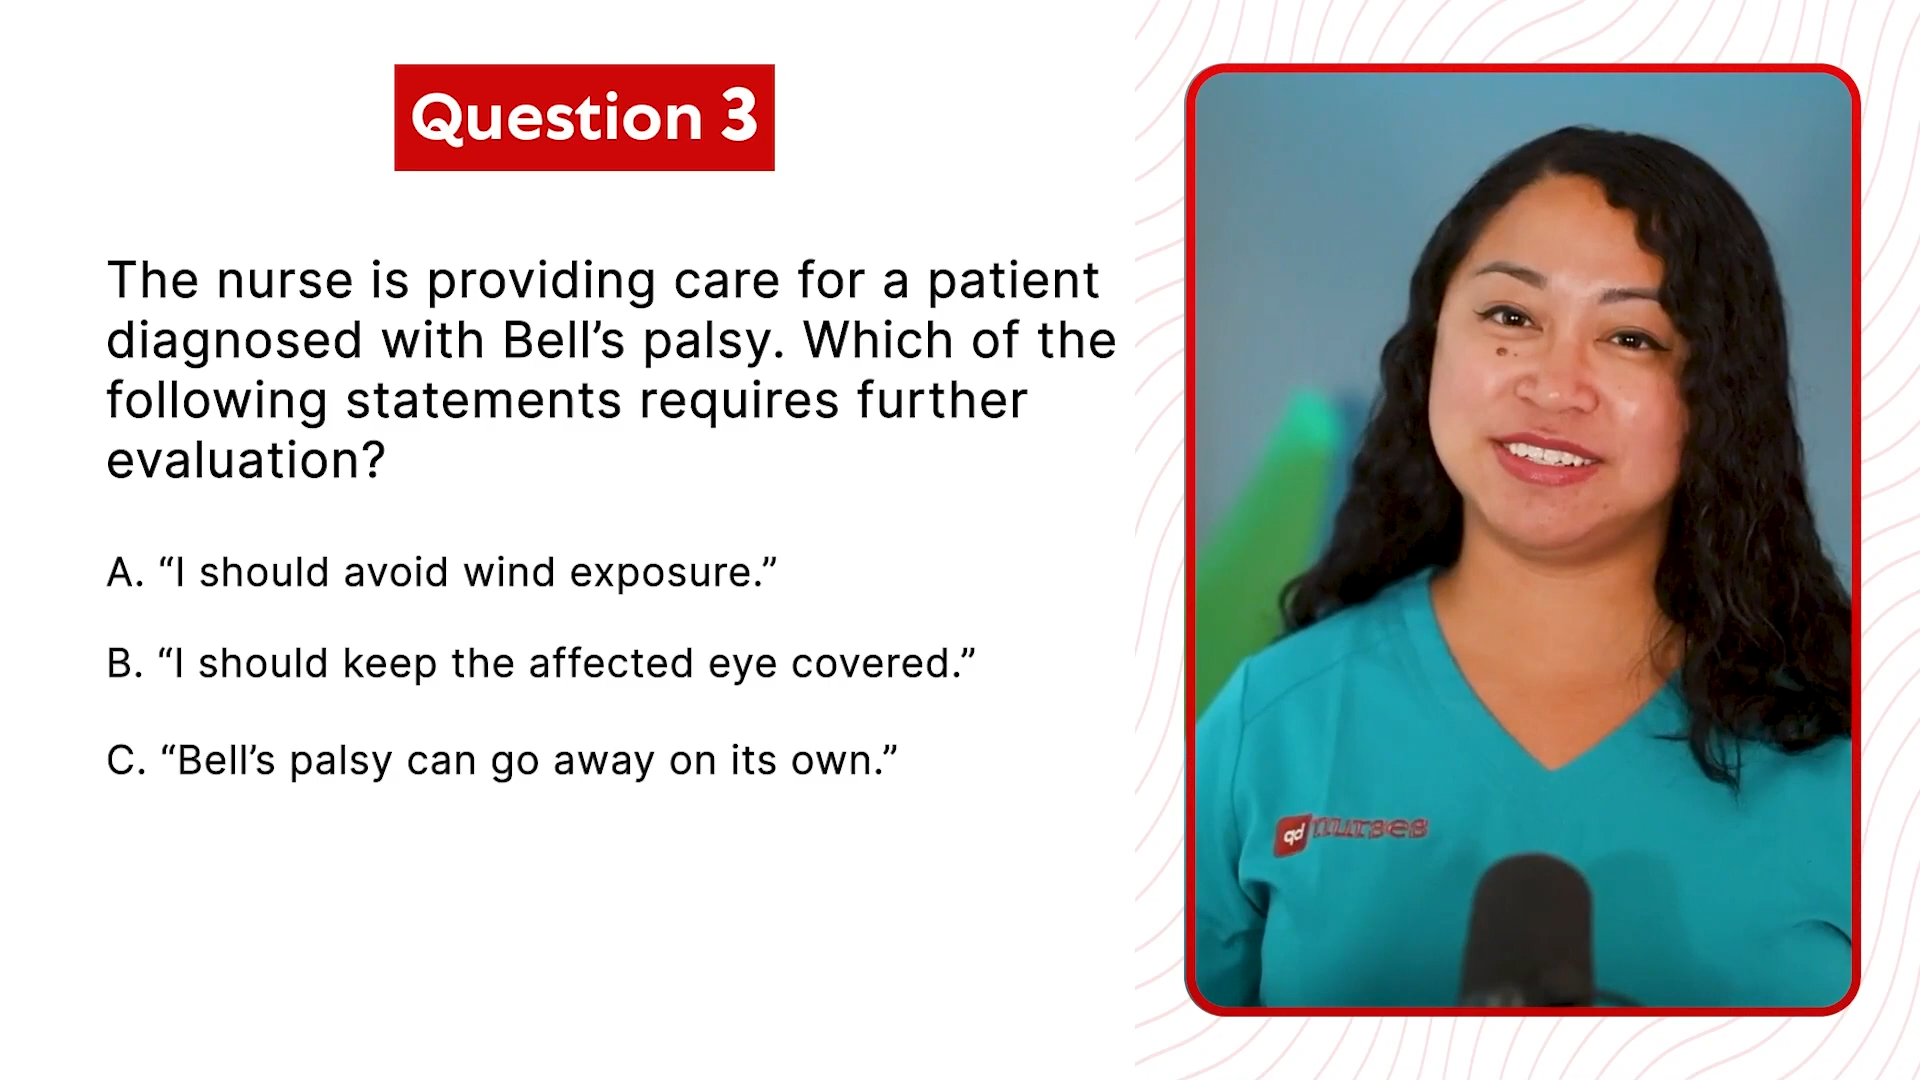 Question 3
The nurse is providing care for a patient
diagnosed with Bell’s palsy. Which of the
following statements requires further
evaluation?
A. “I should avoid wind exposure.”
B. “I should keep the affected eye covered.”
C. “Bell’s palsy can go away on its own.”
qd nurses